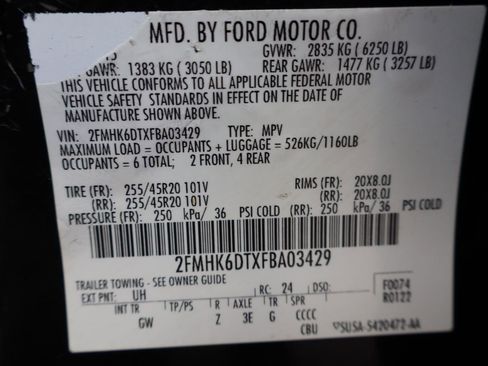 MFD. BY FORD MOTOR CO.
GVWR: 2835 KG ( 6250 LB)
GAWR: 1383 KG ( 3050 LB) REAR GAWR: 1477 KG ( 3257 LB)
THIS VEHICLE CONFORMS TO ALL APPLICABLE FEDERAL MOTOR
VEHICLE SAFETY STANDARDS IN EFFECT ON THE DATE OF
MANUFACTURE SHOWN ABOVE.
VIN: 2FMHK6DTXFBA03429 TYPE: MPV
MAXIMUM LOAD = OCCUPANTS + LUGGAGE = 526KG/1160LB
OCCUPANTS = 6 TOTAL; 2 FRONT, 4 REAR
TIRE (FR): 255/45R20 101V RIMS (FR): 20X8.0J
(RR): 255/45R20 101V (RR): 20X8.0J
PRESSURE (FR): 250 kPa/ 36 PSI COLD (RR): 250 kPa/ 36 PSI COLD
2FMHK6DTXFBA03429
TRAILER TOWING - SEE OWNER GUIDE F0074
EXT PNT: UH RC: 24 DSO: R0122
INT TR TP/PS R AXLE TR SPR
GW Z 3E G CCCC
CBU SUSA-5420472-AA